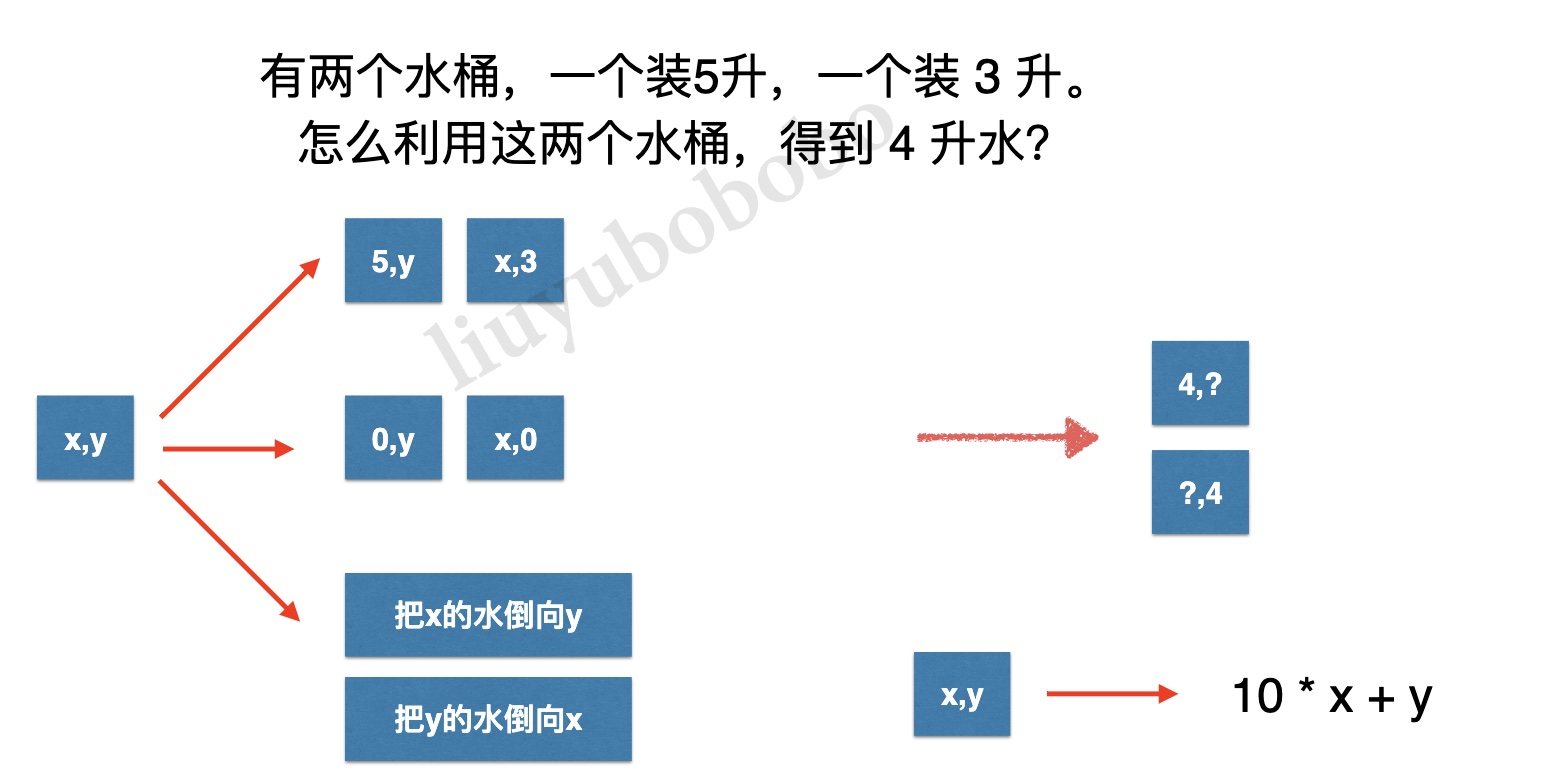 有两个水桶，一个装5升，一个装 3 升。
怎么利用这两个水桶，得到 4 升水？
liuyubobobo
5,y
x,3
4,?
x,y
0,y
x,0
?,4
把x的水倒向y
x,y
10 * x + y
把y的水倒向x